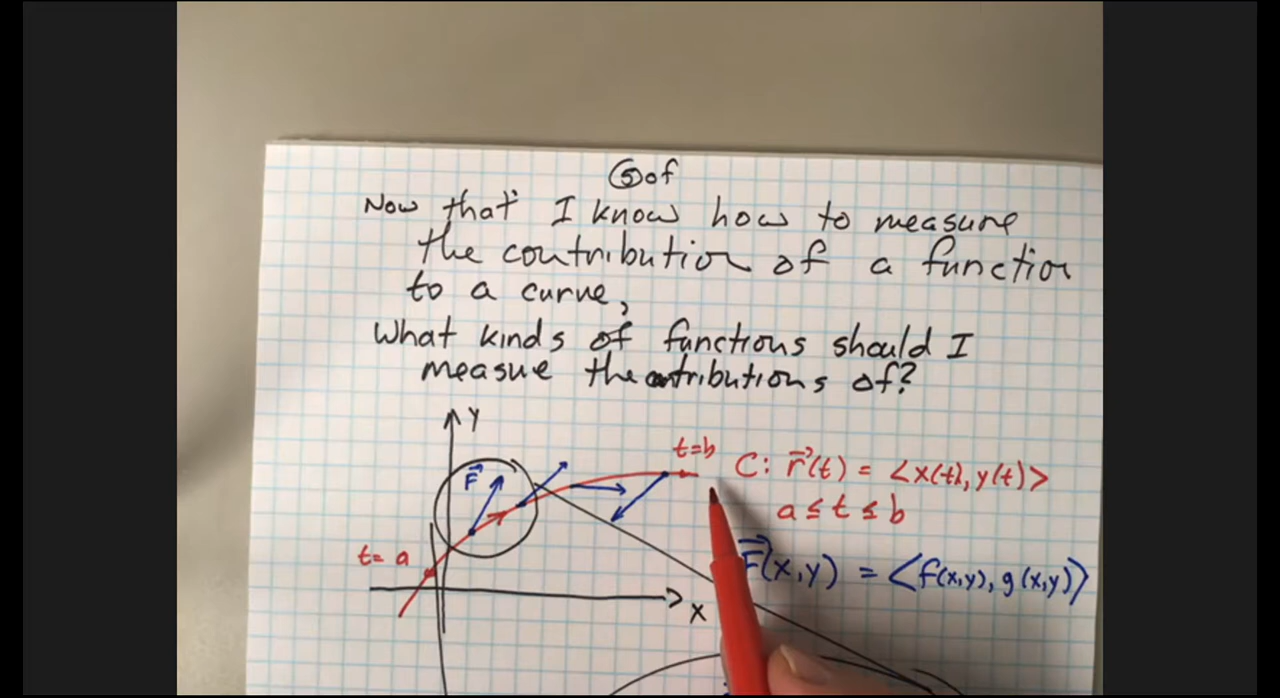 ⑤of
Now that I know how to measure
the contribution of a function
to a curve,
What kinds of functions should I
measure the contributions of?
Y
t=b
C: r⃗(t) = <x(t), y(t)>
F⃗
a ≤ t ≤ b
t= a
F⃗(x,y) = <f(x,y), g(x,y)>
X